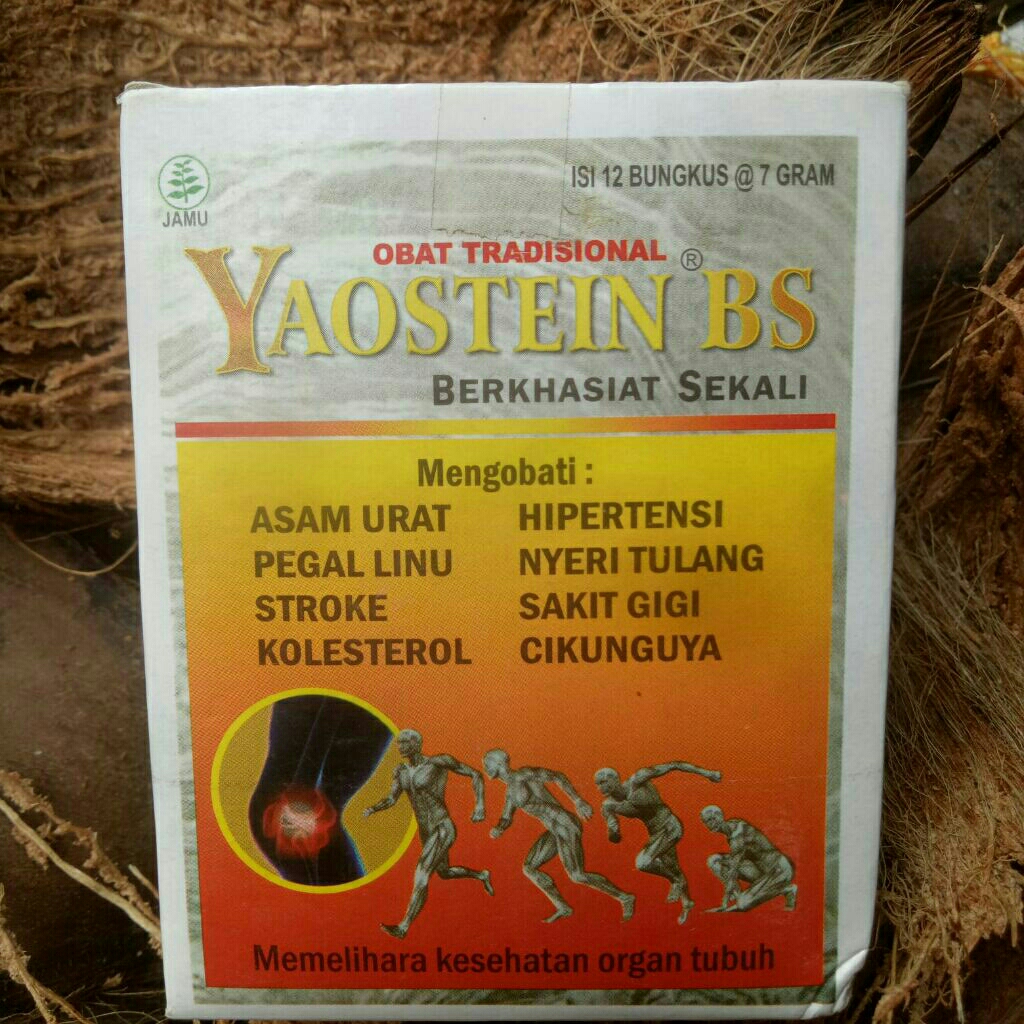 JAMU
ISI 12 BUNGKUS @ 7 GRAM
OBAT TRADISIONAL
YAOSTEIN® BS
BERKHASIAT SEKALI
Mengobati :
ASAM URAT HIPERTENSI
PEGAL LINU NYERI TULANG
STROKE SAKIT GIGI
KOLESTEROL CIKUNGUYA
Memelihara kesehatan organ tubuh